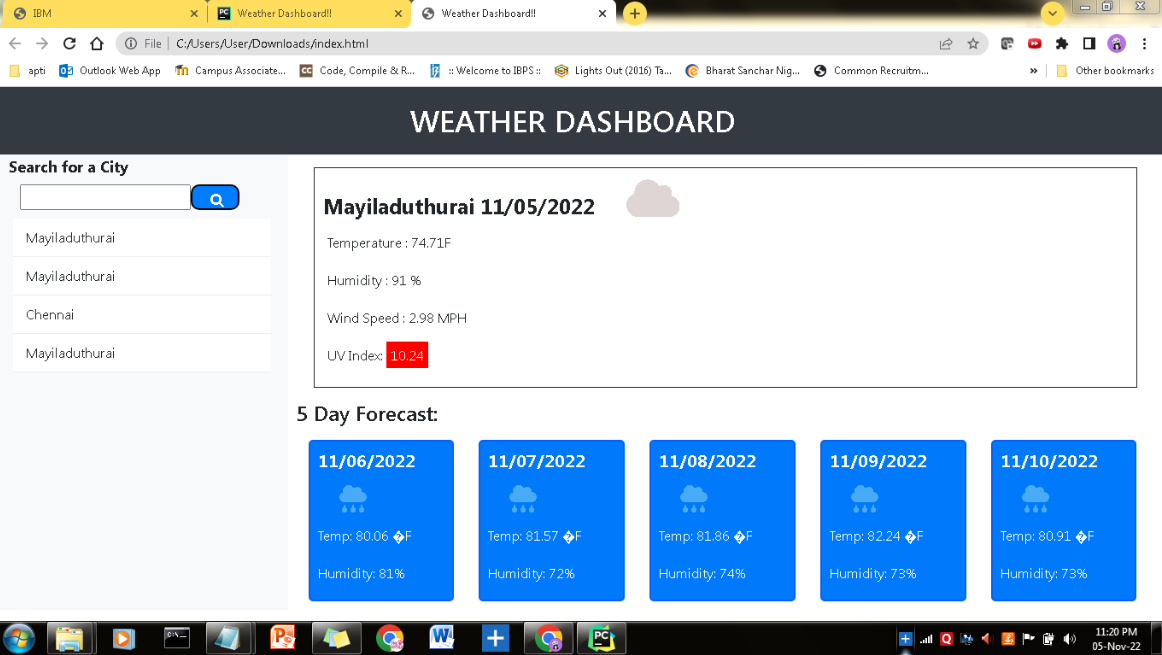 IBM
Weather Dashboard!!
Weather Dashboard!!
File | C:/Users/User/Downloads/index.html
apti
Outlook Web App
Campus Associate...
Code, Compile & R...
:: Welcome to IBPS ::
Lights Out (2016) Ta...
Bharat Sanchar Nig...
Common Recruitm...
»
Other bookmarks
WEATHER DASHBOARD
Search for a City
Mayiladuthurai
Mayiladuthurai
Chennai
Mayiladuthurai
Mayiladuthurai 11/05/2022
Temperature : 74.71F
Humidity : 91 %
Wind Speed : 2.98 MPH
UV Index: 10.24
5 Day Forecast:
11/06/2022
Temp: 80.06 �F
Humidity: 81%
11/07/2022
Temp: 81.57 �F
Humidity: 72%
11/08/2022
Temp: 81.86 �F
Humidity: 74%
11/09/2022
Temp: 82.24 �F
Humidity: 73%
11/10/2022
Temp: 80.91 �F
Humidity: 73%
11:20 PM
05-Nov-22